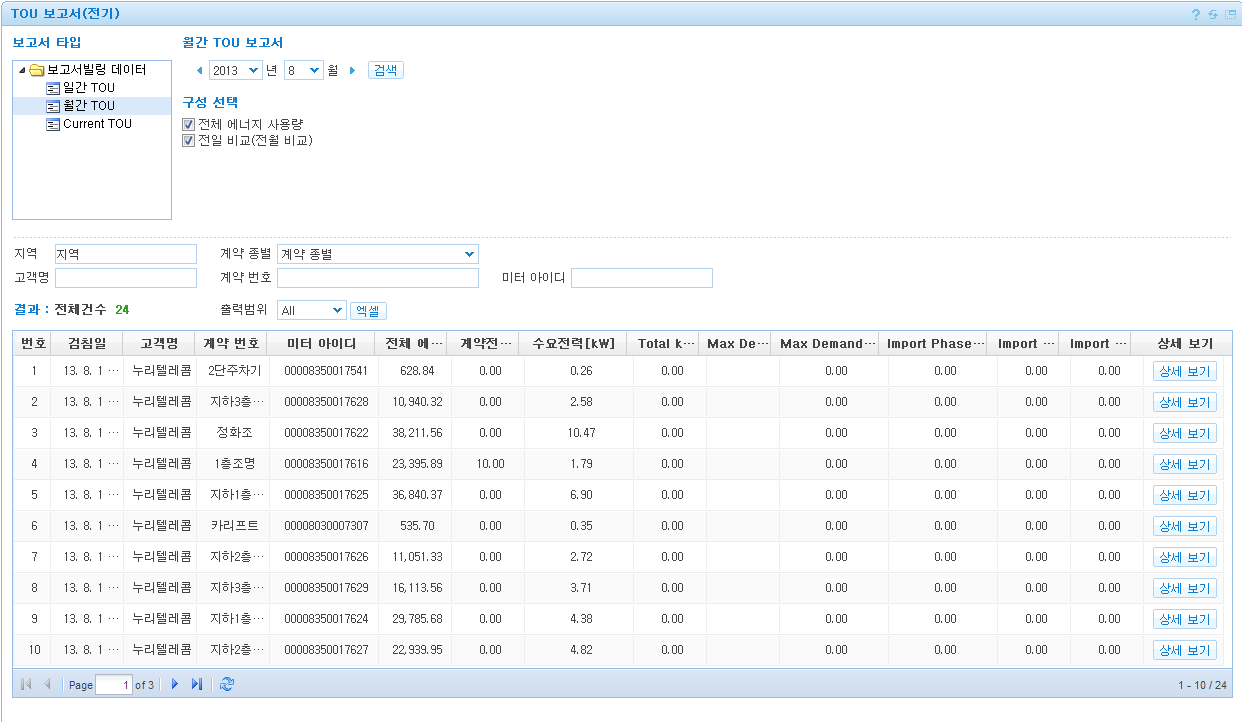 TOU 보고서(전기)
보고서 타입
보고서빌링 데이터
일간 TOU
월간 TOU
Current TOU
월간 TOU 보고서
2013 년 8 월 검색
구성 선택
전체 에너지 사용량
전일 비교(전월 비교)
지역 지역 계약 종별 계약 종별
고객명 계약 번호 미터 아이디
결과 : 전체건수 24 출력범위 All 엑셀
번호 검침일 고객명 계약 번호 미터 아이디 전체 에… 계약전… 수요전력[kW] Total k… Max De… Max Demand… Import Phase… Import … Import … 상세 보기
1 13. 8. 1 … 누리텔레콤 2단주차기 00008350017541 628.84 0.00 0.26 0.00 0.00 0.00 0.00 0.00 상세 보기
2 13. 8. 1 … 누리텔레콤 지하3층… 00008350017628 10,940.32 0.00 2.58 0.00 0.00 0.00 0.00 0.00 상세 보기
3 13. 8. 1 … 누리텔레콤 정화조 00008350017622 38,211.56 0.00 10.47 0.00 0.00 0.00 0.00 0.00 상세 보기
4 13. 8. 1 … 누리텔레콤 1층조명 00008350017616 23,395.89 10.00 1.79 0.00 0.00 0.00 0.00 0.00 상세 보기
5 13. 8. 1 … 누리텔레콤 지하1층… 00008350017625 36,840.37 0.00 6.90 0.00 0.00 0.00 0.00 0.00 상세 보기
6 13. 8. 1 … 누리텔레콤 카리프트 00008030007307 535.70 0.00 0.35 0.00 0.00 0.00 0.00 0.00 상세 보기
7 13. 8. 1 … 누리텔레콤 지하2층… 00008350017626 11,051.33 0.00 2.72 0.00 0.00 0.00 0.00 0.00 상세 보기
8 13. 8. 1 … 누리텔레콤 지하3층… 00008350017629 16,113.56 0.00 3.71 0.00 0.00 0.00 0.00 0.00 상세 보기
9 13. 8. 1 … 누리텔레콤 지하1층… 00008350017624 29,785.68 0.00 4.38 0.00 0.00 0.00 0.00 0.00 상세 보기
10 13. 8. 1 … 누리텔레콤 지하2층… 00008350017627 22,939.95 0.00 4.82 0.00 0.00 0.00 0.00 0.00 상세 보기
Page 1 of 3 1 - 10 / 24